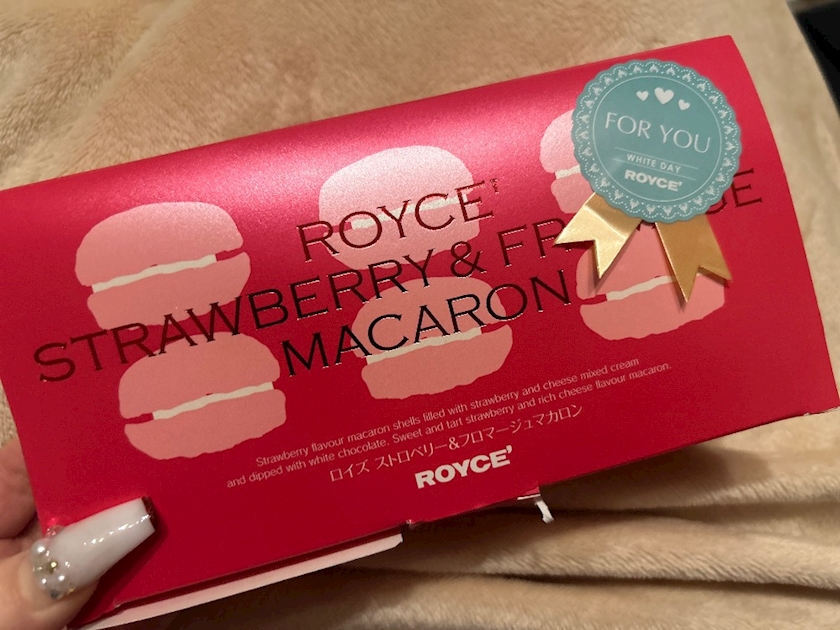 FOR YOU
WHITE DAY
ROYCE'
ROYCE'
STRAWBERRY & FR GE
MACARON
Strawberry flavour macaron shells filled with strawberry and cheese mixed cream
and dipped with white chocolate. Sweet and tart strawberry and rich cheese flavour macaron.
ロイズ ストロベリー&フロマージュマカロン
ROYCE'